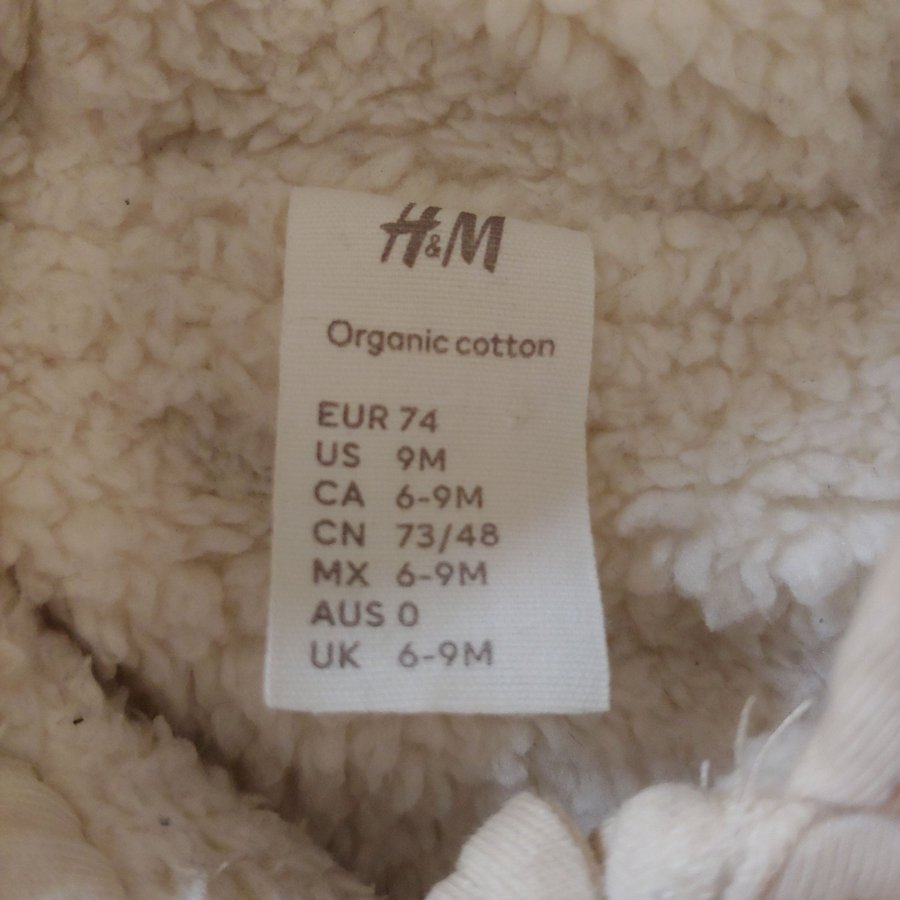 H&M
Organic cotton
EUR 74
US 9M
CA 6-9M
CN 73/48
MX 6-9M
AUS 0
UK 6-9M